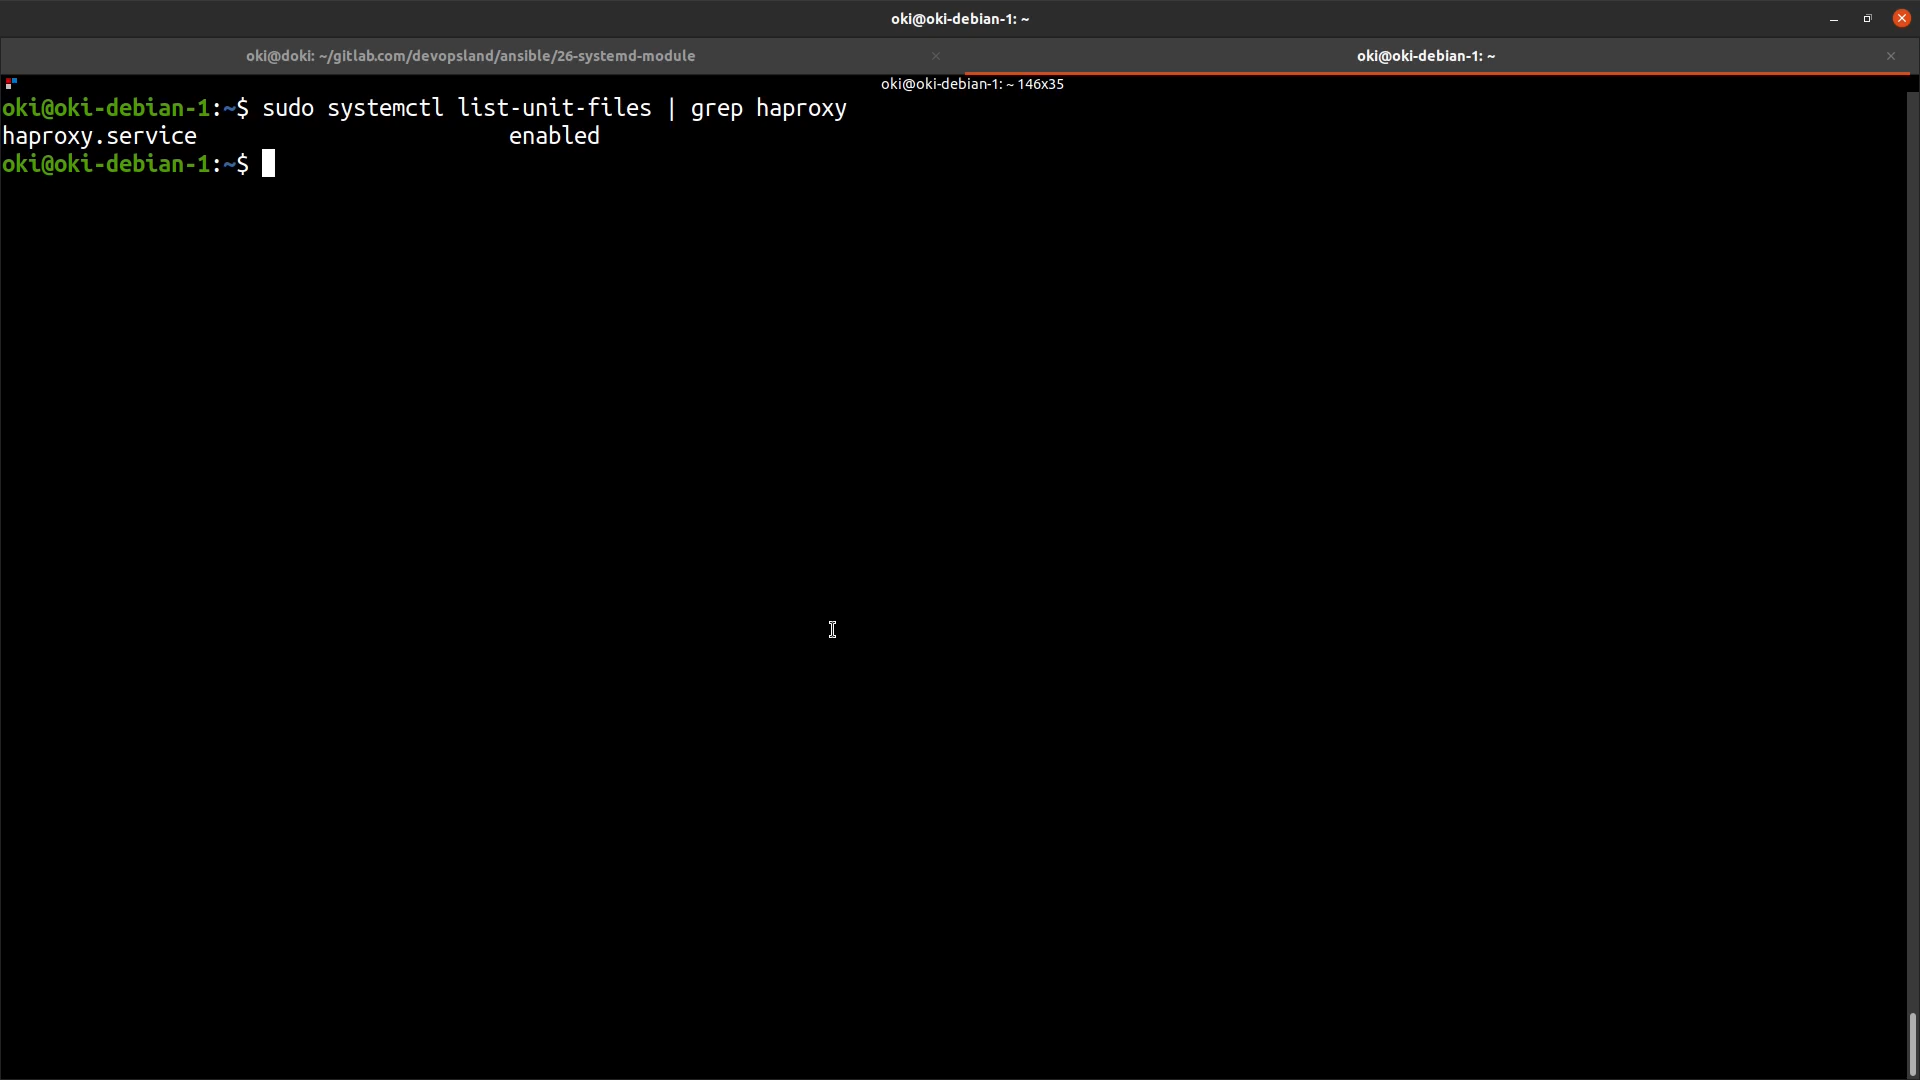 oki@oki-debian-1: ~
oki@doki: ~/gitlab.com/devopsland/ansible/26-systemd-module
oki@oki-debian-1: ~
oki@oki-debian-1: ~ 146x35
oki@oki-debian-1:~$ sudo systemctl list-unit-files | grep haproxy
haproxy.service                        enabled
oki@oki-debian-1:~$